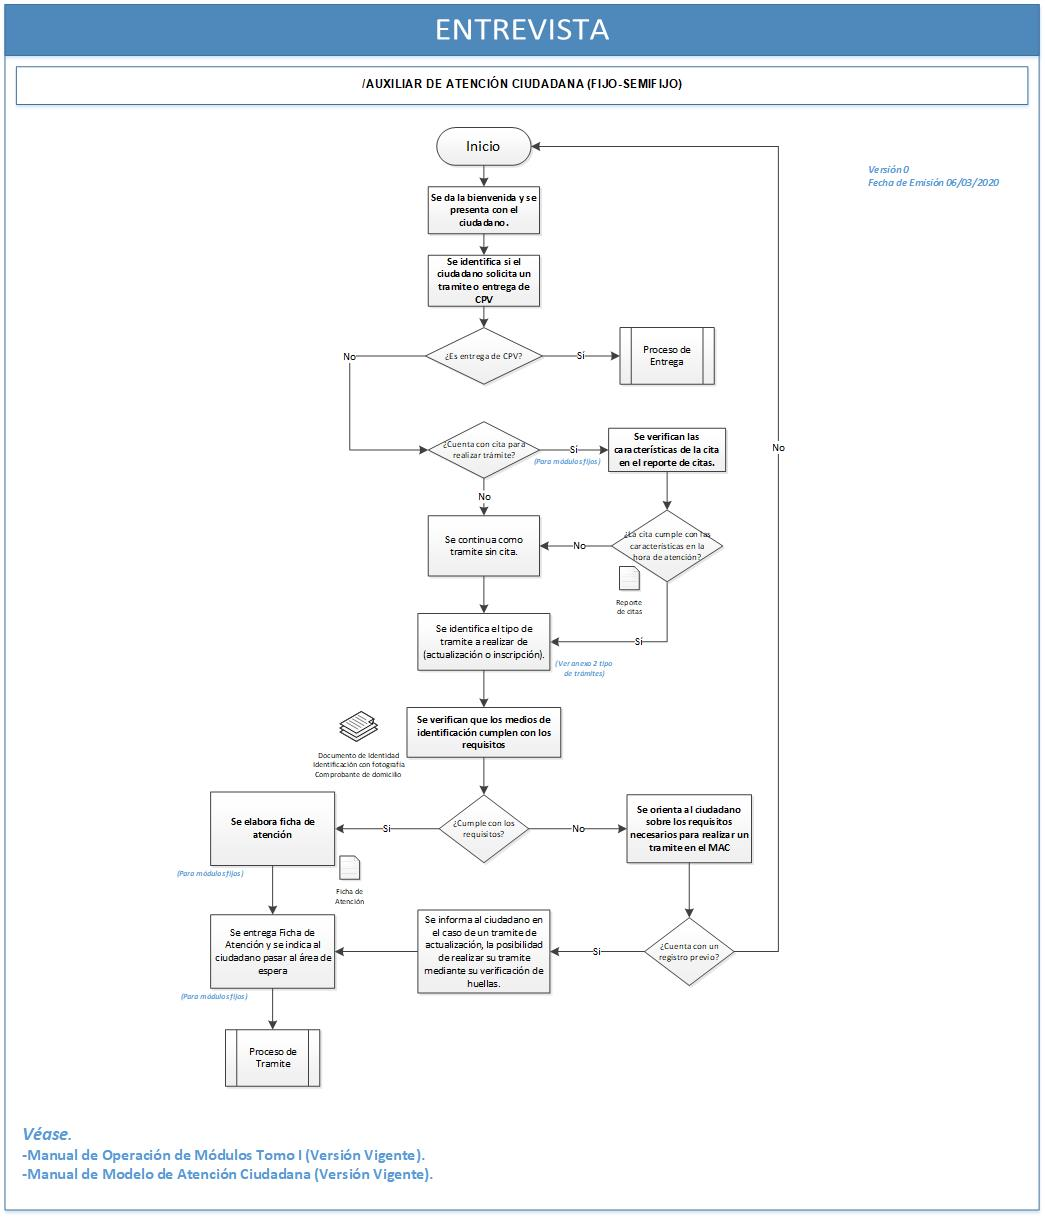 ENTREVISTA
/AUXILIAR DE ATENCIÓN CIUDADANA (FIJO-SEMIFIJO)
Inicio
Versión 0
Fecha de Emisión 06/03/2020
Se da la bienvenida y se
presenta con el
ciudadano.
Se identifica si el
ciudadano solicita un
tramite o entrega de
CPV
¿Es entrega de CPV?
No
Sí
Proceso de
Entrega
¿Cuenta con cita para
realizar trámite?
Sí
(Para módulos fijos)
Se verifican las
características de la cita
en el reporte de citas.
No
No
Se continua como
tramite sin cita.
No
¿La cita cumple con las
características en la
hora de atención?
Reporte
de citas
Se identifica el tipo de
tramite a realizar de
(actualización o inscripción).
Sí
(Ver anexo 2 tipo
de trámites)
Se verifican que los medios de
identificación cumplen con los
requisitos
Documento de Identidad
Identificación con fotografía
Comprobante de domicilio
Se elabora ficha de
atención
Si
¿Cumple con los
requisitos?
No
Se orienta al ciudadano
sobre los requisitos
necesarios para realizar un
tramite en el MAC
(Para módulos fijos)
Ficha de
Atención
Se entrega Ficha de
Atención y se indica al
ciudadano pasar al área de
espera
Se informa al ciudadano en
el caso de un tramite de
actualización, la posibilidad
de realizar su tramite
mediante su verificación de
huellas.
Si
¿Cuenta con un
registro previo?
(Para módulos fijos)
Proceso de
Tramite
Véase.
-Manual de Operación de Módulos Tomo I (Versión Vigente).
-Manual de Modelo de Atención Ciudadana (Versión Vigente).